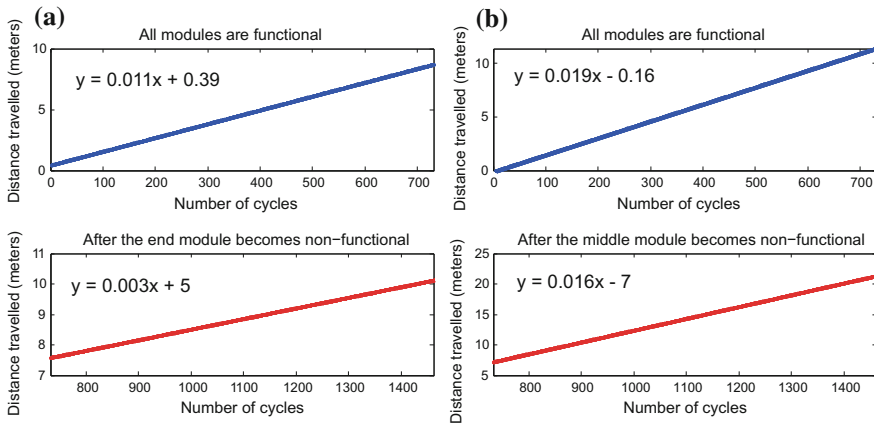 (a)
All modules are functional
Distance travelled (meters)
10
5
0
y = 0.011x + 0.39
0 100 200 300 400 500 600 700
Number of cycles
After the end module becomes non−functional
Distance travelled (meters)
11
10
9
8
7
y = 0.003x + 5
800 900 1000 1100 1200 1300 1400
Number of cycles
(b)
All modules are functional
Distance travelled (meters)
10
5
0
y = 0.019x - 0.16
0 100 200 300 400 500 600 700
Number of cycles
After the middle module becomes non−functional
Distance travelled (meters)
25
20
15
10
5
y = 0.016x - 7
800 900 1000 1100 1200 1300 1400
Number of cycles